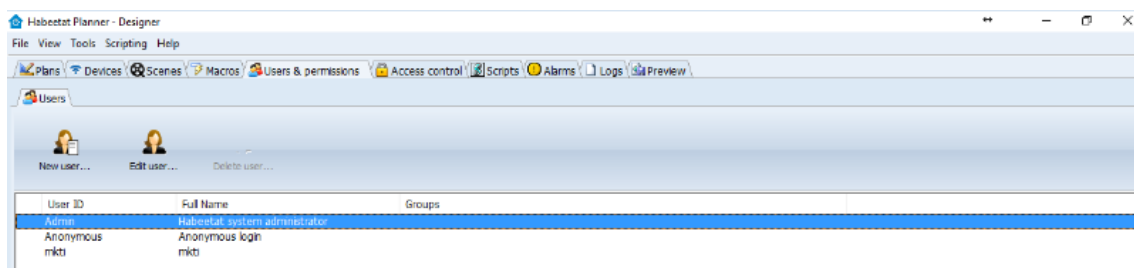 Habeetat Planner - Designer
File View Tools Scripting Help
Plans Devices Scenes Macros Users & permissions Access control Scripts Alarms Logs Preview
Users
New user... Edit user... Delete user...
User ID Full Name Groups
Admin Habeetat system administrator
Anonymous Anonymous login
mkti mkti